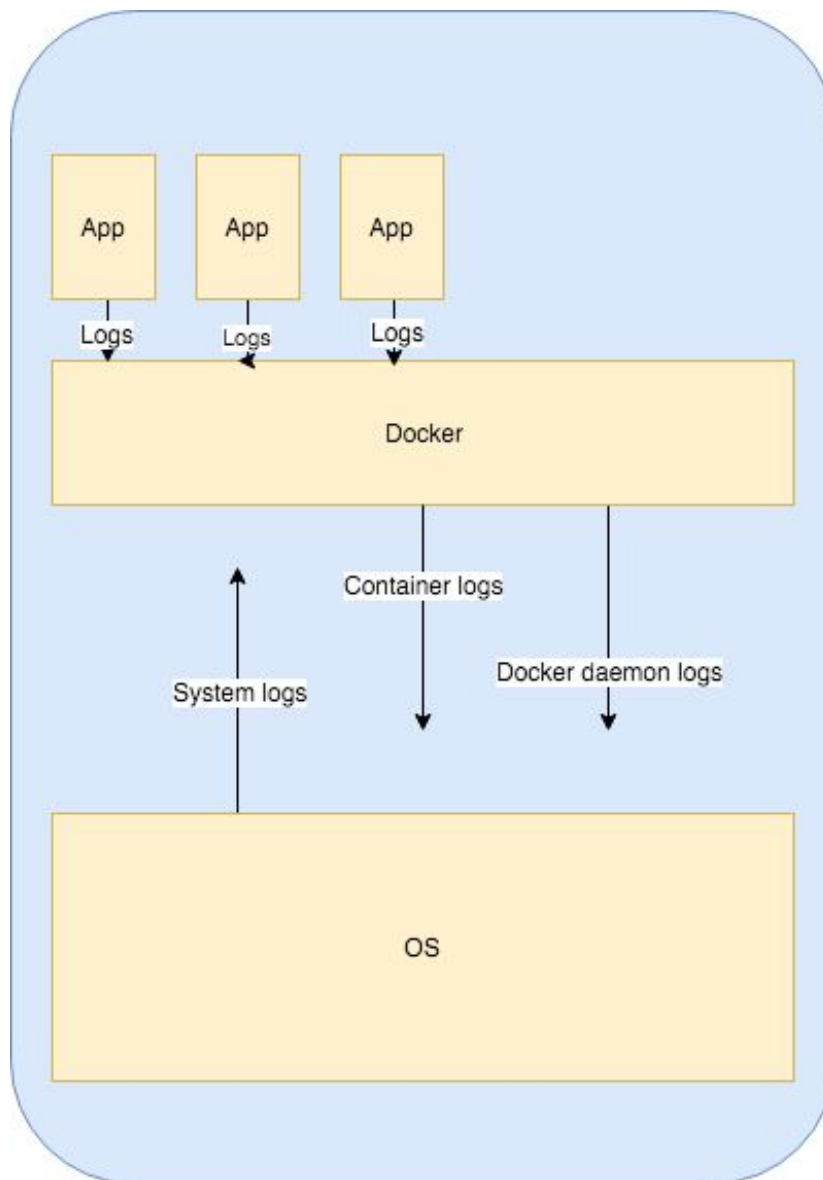 App
App
App
Logs
Logs
Logs
Docker
Container logs
Docker daemon logs
System logs
OS